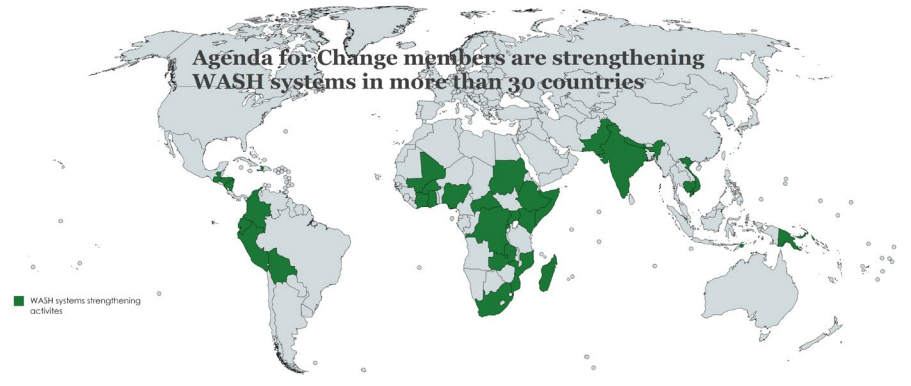 Agenda for Change members are strengthening
WASH systems in more than 30 countries
WASH systems strengthening
activites